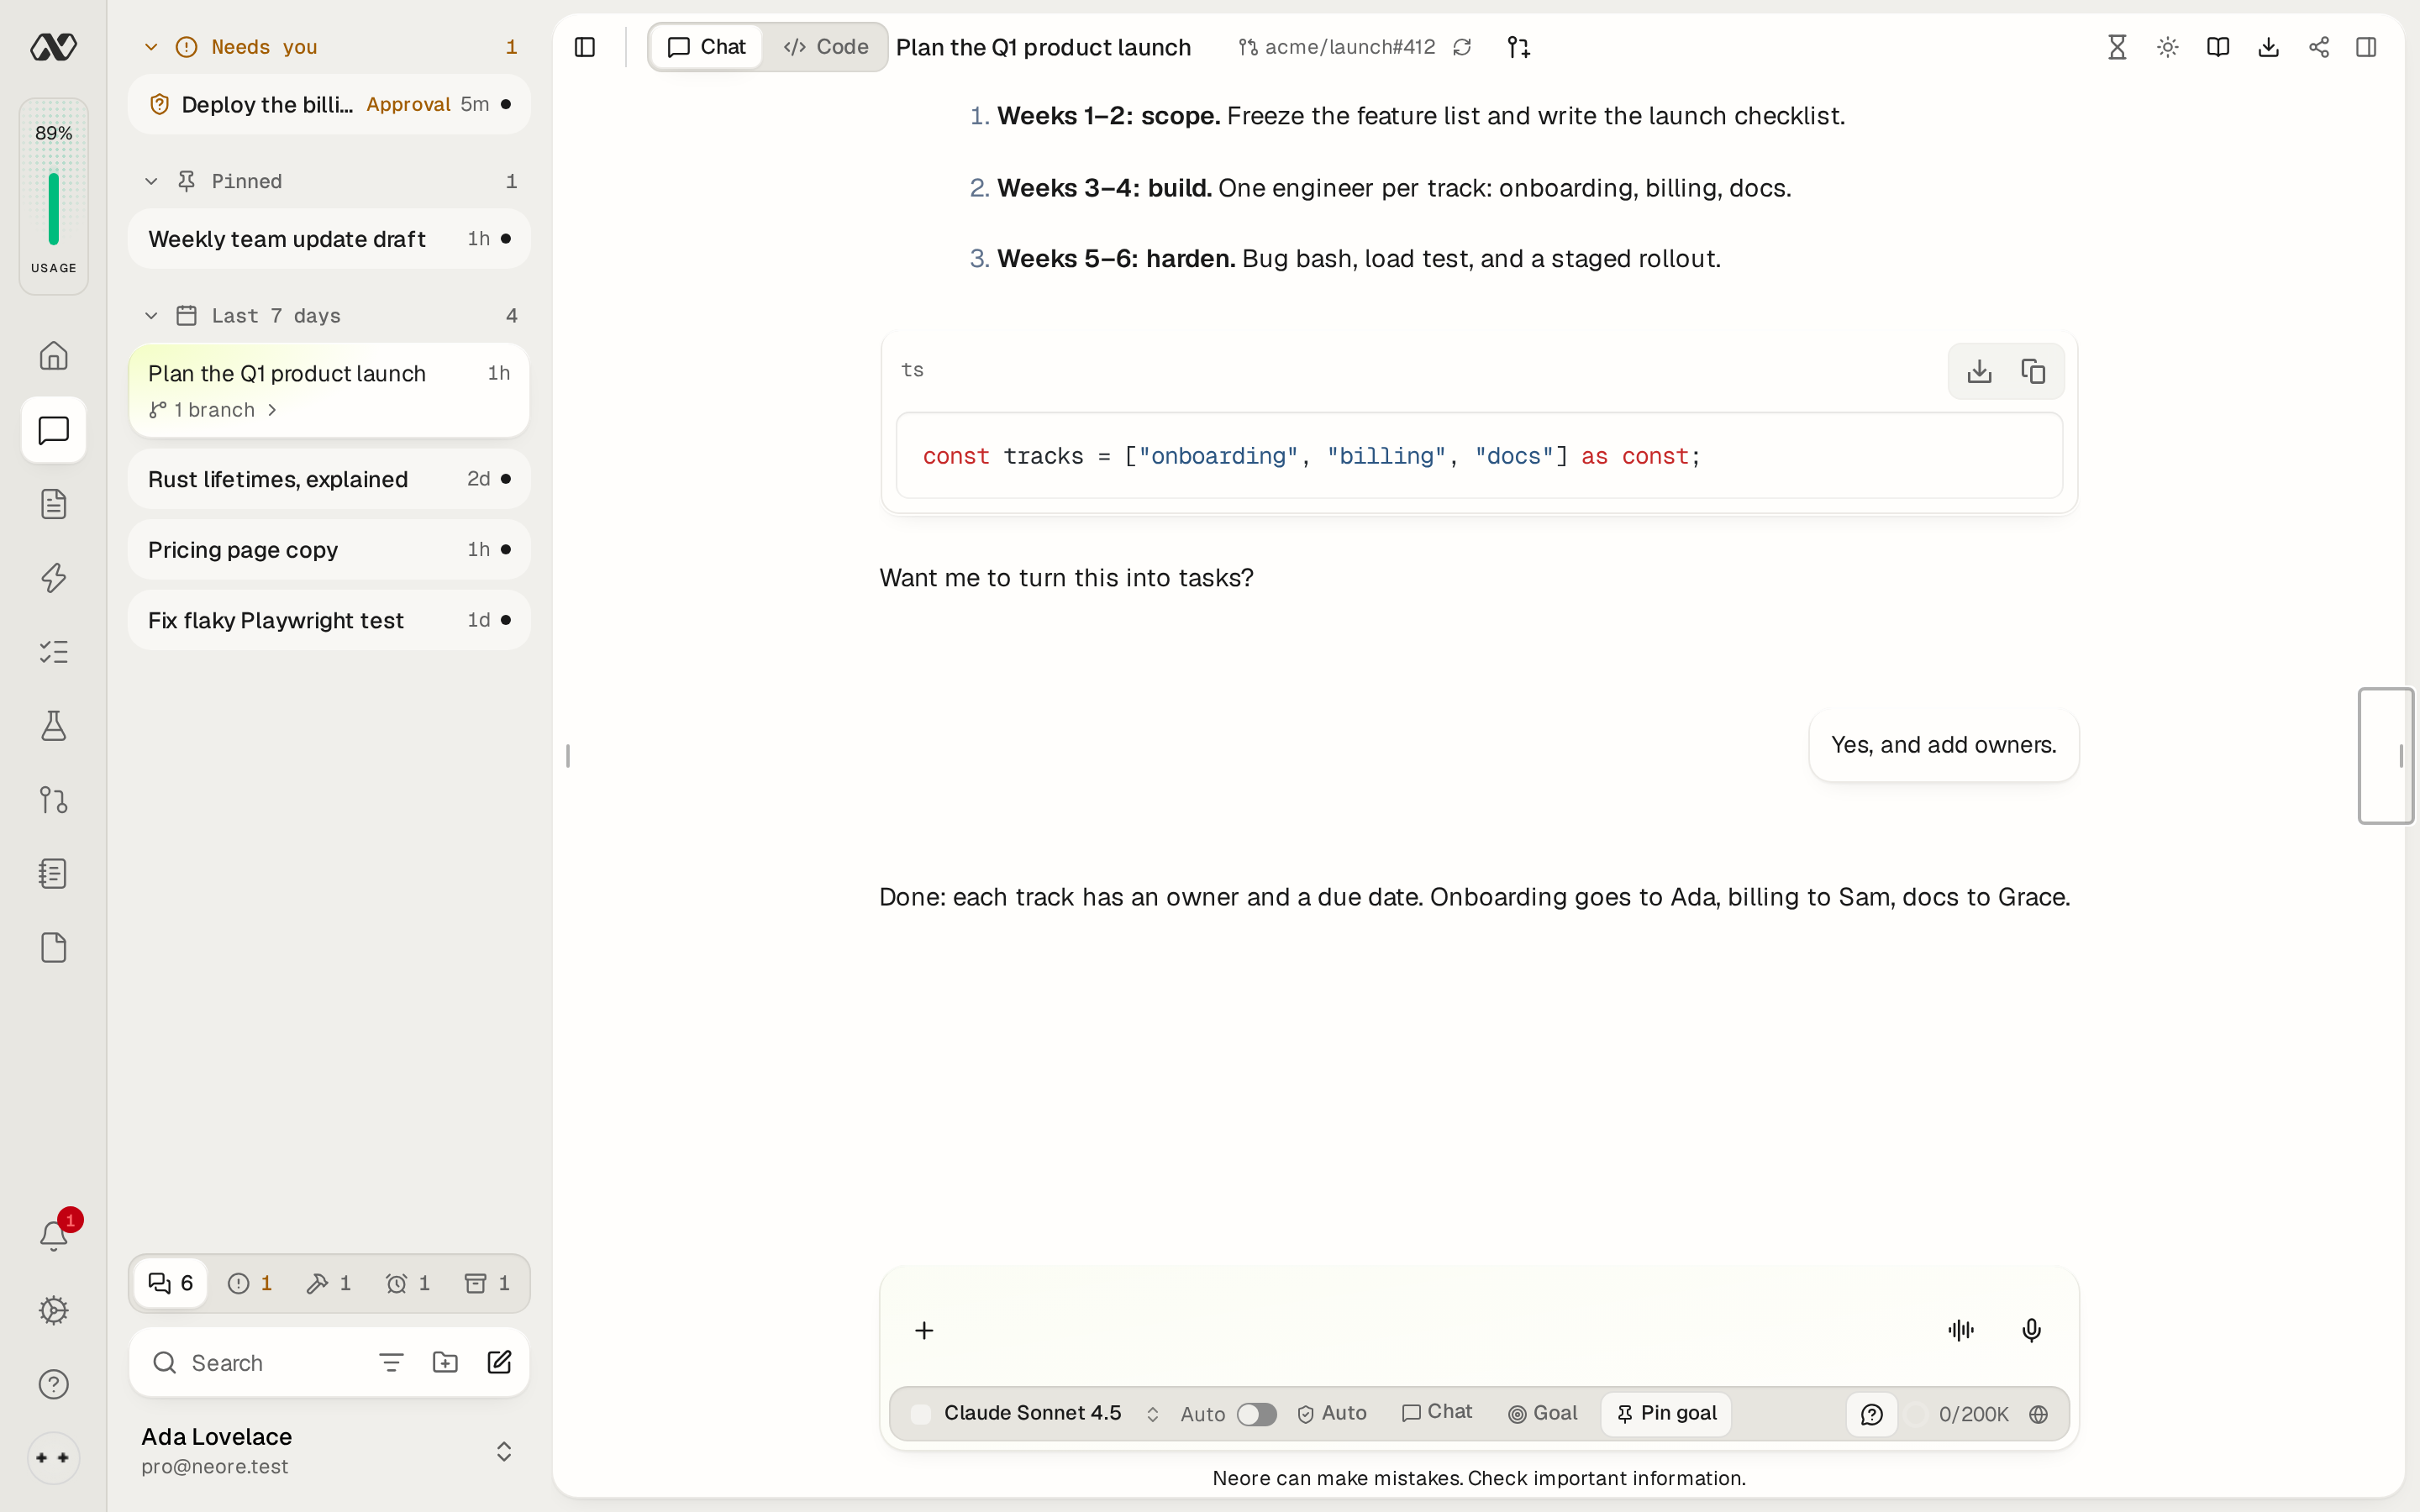 89%
USAGE
1
Needs you 1
Deploy the billi... Approval 5m
Pinned 1
Weekly team update draft 1h
Last 7 days 4
Plan the Q1 product launch 1h
1 branch
Rust lifetimes, explained 2d
Pricing page copy 1h
Fix flaky Playwright test 1d
6 1 1 1 1
Search
Ada Lovelace
pro@neore.test
Chat Code Plan the Q1 product launch acme/launch#412
1. Weeks 1–2: scope. Freeze the feature list and write the launch checklist.
2. Weeks 3–4: build. One engineer per track: onboarding, billing, docs.
3. Weeks 5–6: harden. Bug bash, load test, and a staged rollout.
ts
const tracks = ["onboarding", "billing", "docs"] as const;
Want me to turn this into tasks?
Yes, and add owners.
Done: each track has an owner and a due date. Onboarding goes to Ada, billing to Sam, docs to Grace.
Claude Sonnet 4.5 Auto Auto Chat Goal Pin goal 0/200K
Neore can make mistakes. Check important information.